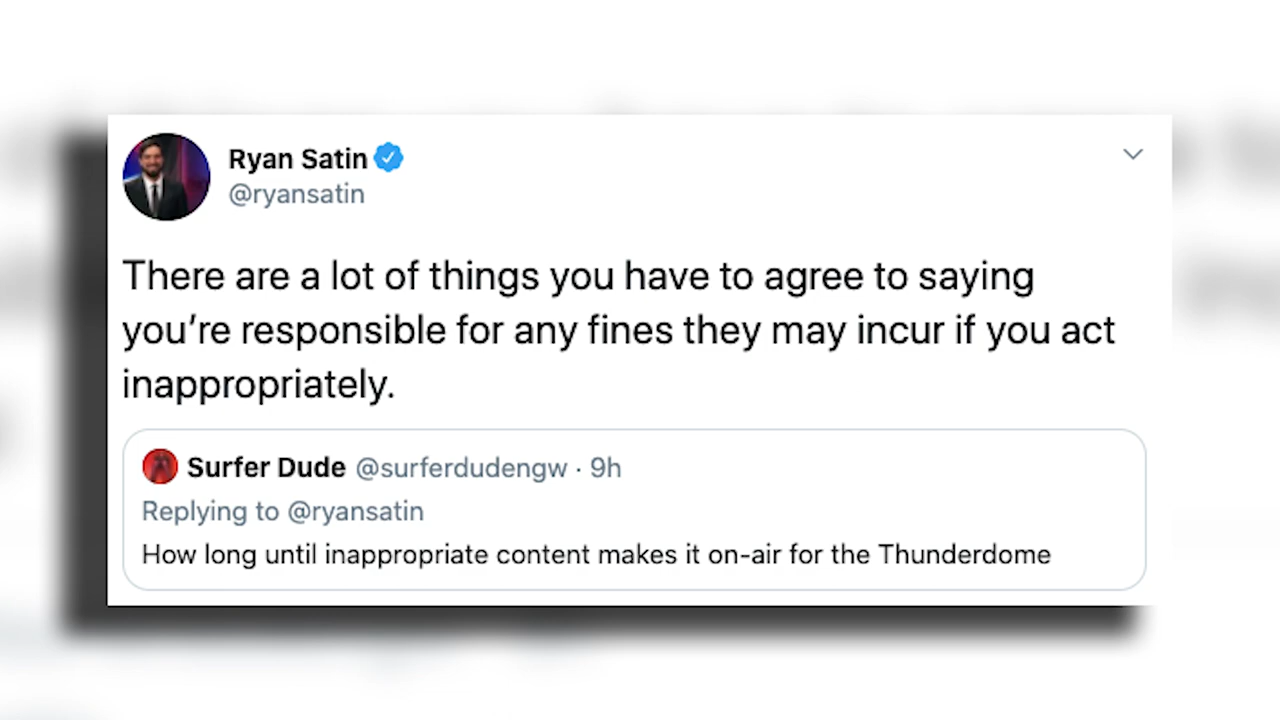 Ryan Satin
@ryansatin
There are a lot of things you have to agree to saying
you’re responsible for any fines they may incur if you act
inappropriately.
Surfer Dude @surferdudengw · 9h
Replying to @ryansatin
How long until inappropriate content makes it on-air for the Thunderdome